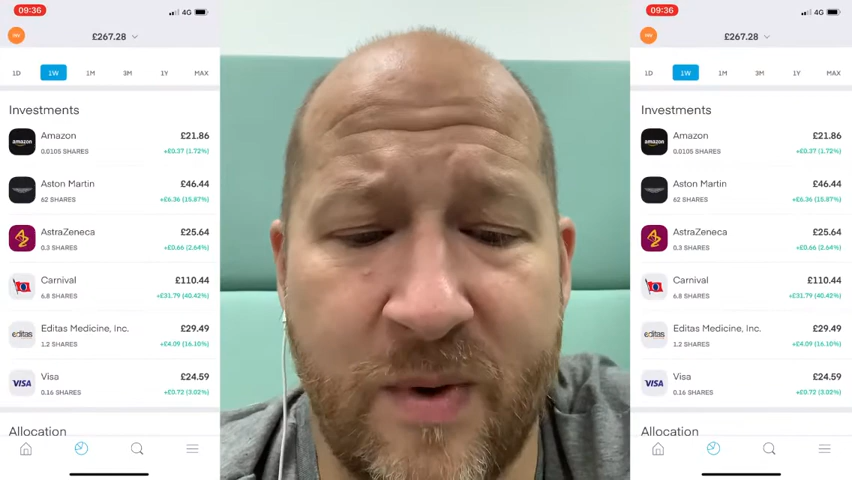 09:36
4G
£267.28
1D 1W 1M 3M 1Y MAX
Investments
amazon
Amazon £21.86
0.0105 SHARES +£0.37 (1.72%)
Aston Martin £46.44
62 SHARES +£6.36 (15.87%)
AstraZeneca £25.64
0.3 SHARES +£0.66 (2.64%)
Carnival £110.44
6.8 SHARES +£31.79 (40.42%)
editas
Editas Medicine, Inc. £29.49
1.2 SHARES +£4.09 (16.10%)
VISA
Visa £24.59
0.16 SHARES +£0.72 (3.02%)
Allocation
09:36
4G
£267.28
1D 1W 1M 3M 1Y MAX
Investments
amazon
Amazon £21.86
0.0105 SHARES +£0.37 (1.72%)
Aston Martin £46.44
62 SHARES +£6.36 (15.87%)
AstraZeneca £25.64
0.3 SHARES +£0.66 (2.64%)
Carnival £110.44
6.8 SHARES +£31.79 (40.42%)
editas
Editas Medicine, Inc. £29.49
1.2 SHARES +£4.09 (16.10%)
VISA
Visa £24.59
0.16 SHARES +£0.72 (3.02%)
Allocation